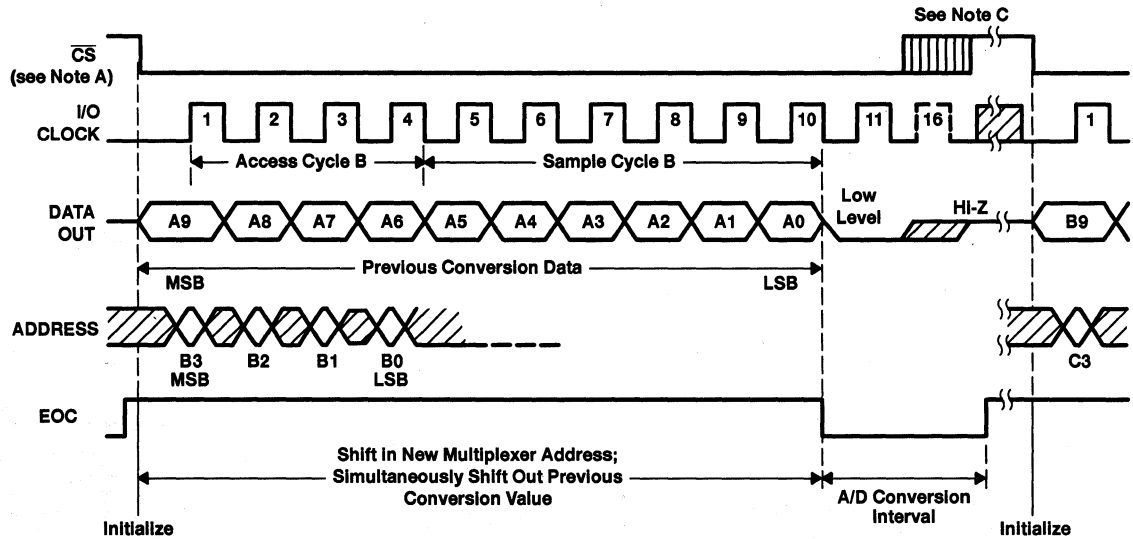 See Note C
CS
(see Note A)
I/O
CLOCK
1 2 3 4 5 6 7 8 9 10 11 16 1
Access Cycle B
Sample Cycle B
DATA
OUT
A9 A8 A7 A6 A5 A4 A3 A2 A1 A0
Low
Level
Hi-Z
B9
Previous Conversion Data
MSB
LSB
ADDRESS
B3 B2 B1 B0
MSB
LSB
C3
EOC
Shift in New Multiplexer Address;
Simultaneously Shift Out Previous
Conversion Value
A/D Conversion
Interval
Initialize
Initialize